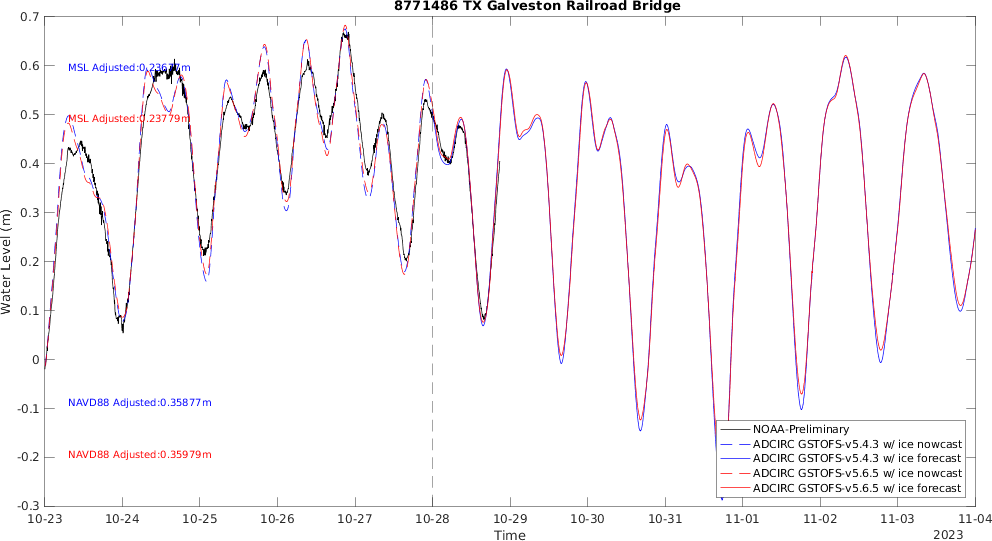 8771486 TX Galveston Railroad Bridge
0.7
0.6
0.5
0.4
0.3
0.2
0.1
0
-0.1
-0.2
-0.3
Water Level (m)
MSL Adjusted:0.2367 m
MSL Adjusted:0.23779m
NAVD88 Adjusted:0.35877m
NAVD88 Adjusted:0.35979m
NOAA-Preliminary
ADCIRC GSTOFS-v5.4.3 w/ ice nowcast
ADCIRC GSTOFS-v5.4.3 w/ ice forecast
ADCIRC GSTOFS-v5.6.5 w/ ice nowcast
ADCIRC GSTOFS-v5.6.5 w/ ice forecast
10-23 10-24 10-25 10-26 10-27 10-28 10-29 10-30 10-31 11-01 11-02 11-03 11-04
Time
2023